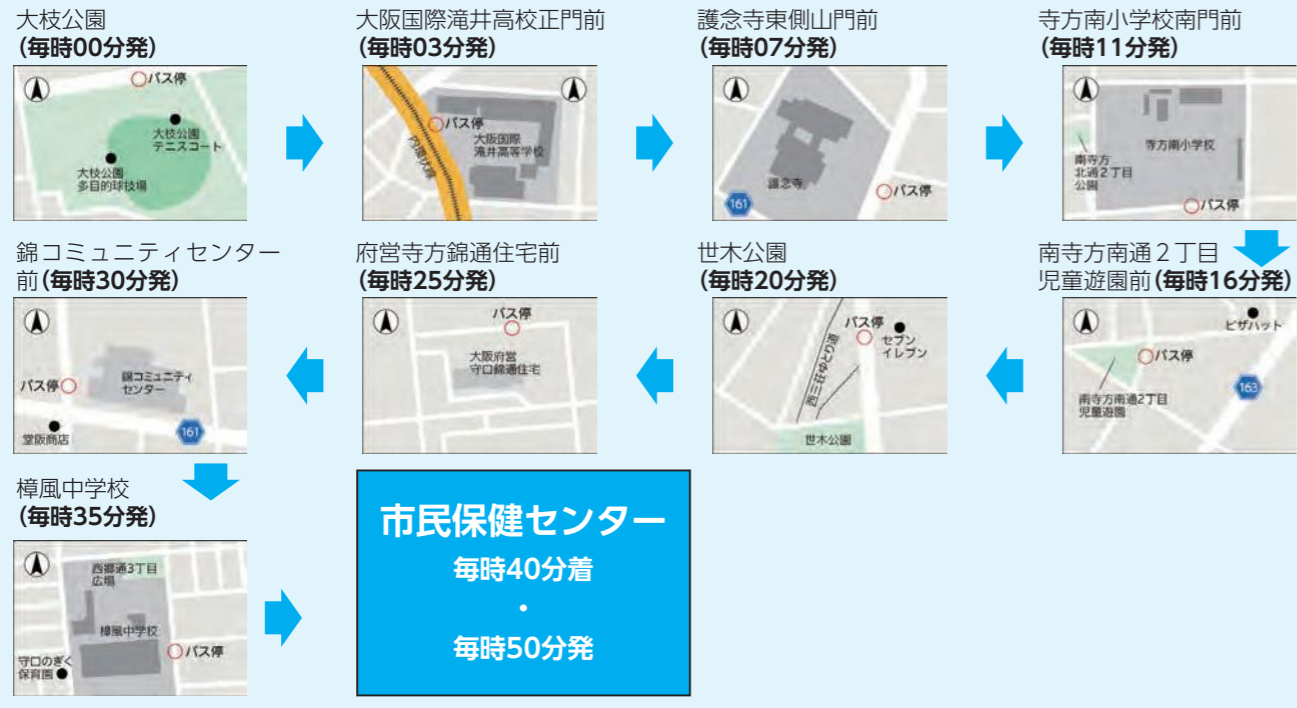 大枝公園
(毎時00分発)
バス停
大枝公園
テニスコート
大枝公園
多目的球技場
大阪国際滝井高校正門前
(毎時03分発)
バス停
大阪国際
滝井高等学校
内環状線
護念寺東側山門前
(毎時07分発)
護念寺
161
バス停
寺方南小学校南門前
(毎時11分発)
寺方南小学校
南寺方
北通2丁目
公園
バス停
南寺方南通2丁目
児童遊園前(毎時16分発)
ピザハット
バス停
163
南寺方南通2丁目
児童遊園
世木公園
(毎時20分発)
バス停
セブン
イレブン
西三荘ゆとり道
世木公園
府営寺方錦通住宅前
(毎時25分発)
バス停
大阪府営
守口錦通住宅
錦コミュニティセンター
前(毎時30分発)
錦コミュニティ
センター
バス停
161
堂阪商店
樟風中学校
(毎時35分発)
西郷通3丁目
広場
樟風中学校
バス停
守口のぎく
保育園
市民保健センター
毎時40分着
・
毎時50分発